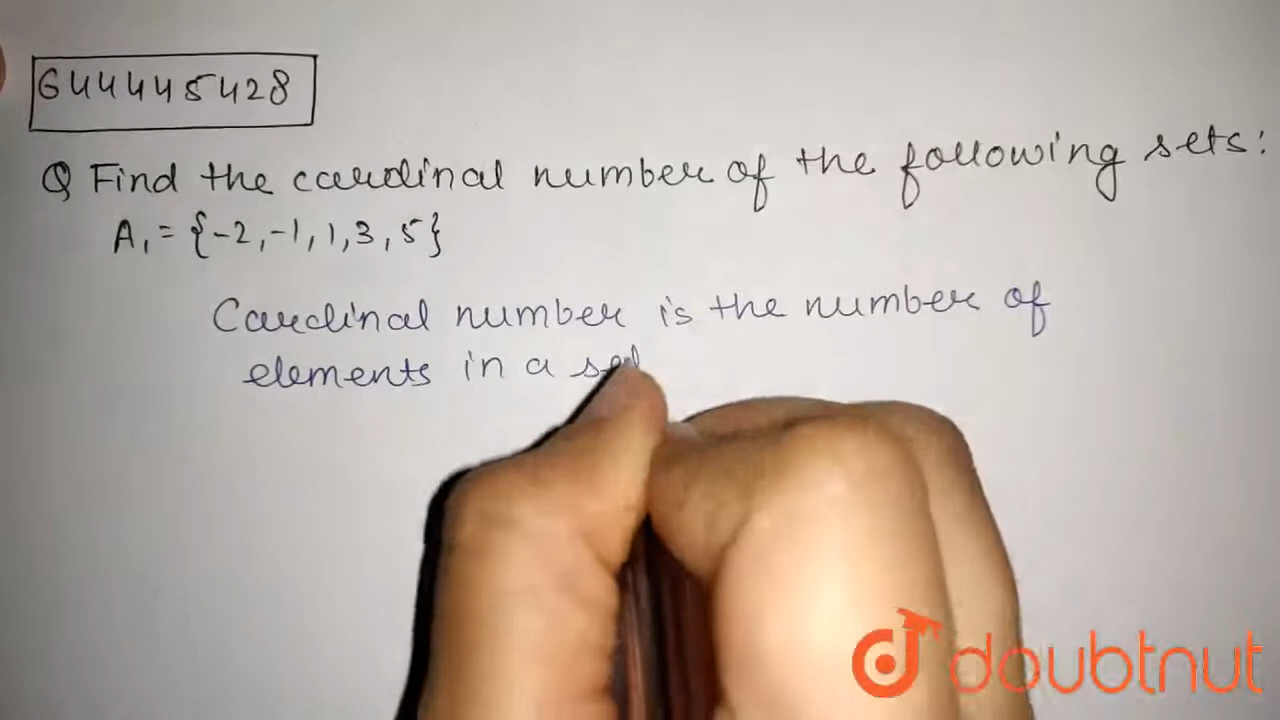 644445428
Q Find the cardinal number of the following sets:
A₁ = {-2, -1, 1, 3, 5}
Cardinal number is the number of
elements in a set
doubtnut